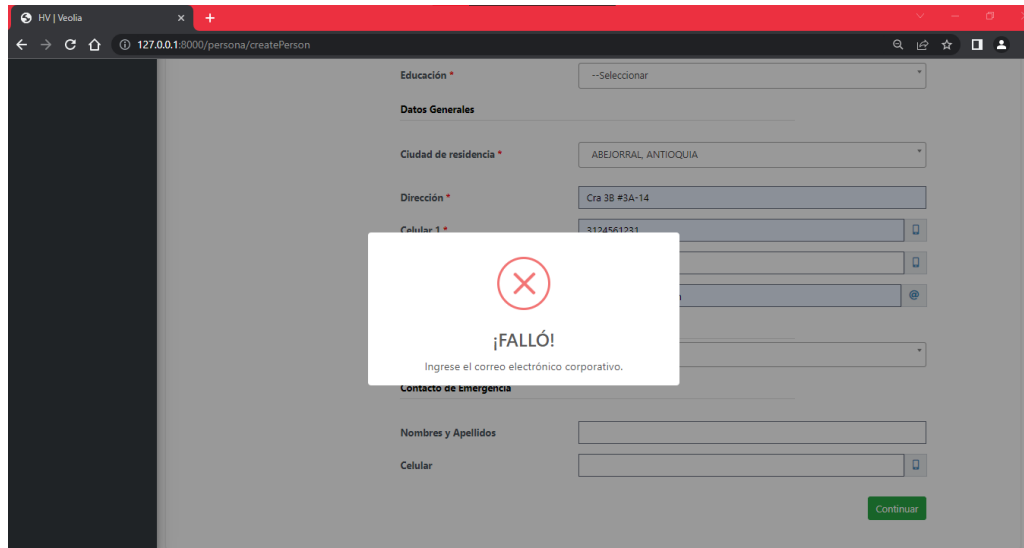 HV | Veolia
127.0.0.1:8000/persona/createPerson
Educación *
--Seleccionar
Datos Generales
Ciudad de residencia *
ABEJORRAL, ANTIOQUIA
Dirección *
Cra 3B #3A-14
Celular 1 *
3124561231
@
¡FALLÓ!
Ingrese el correo electrónico corporativo.
Contacto de Emergencia
Nombres y Apellidos
Celular
Continuar